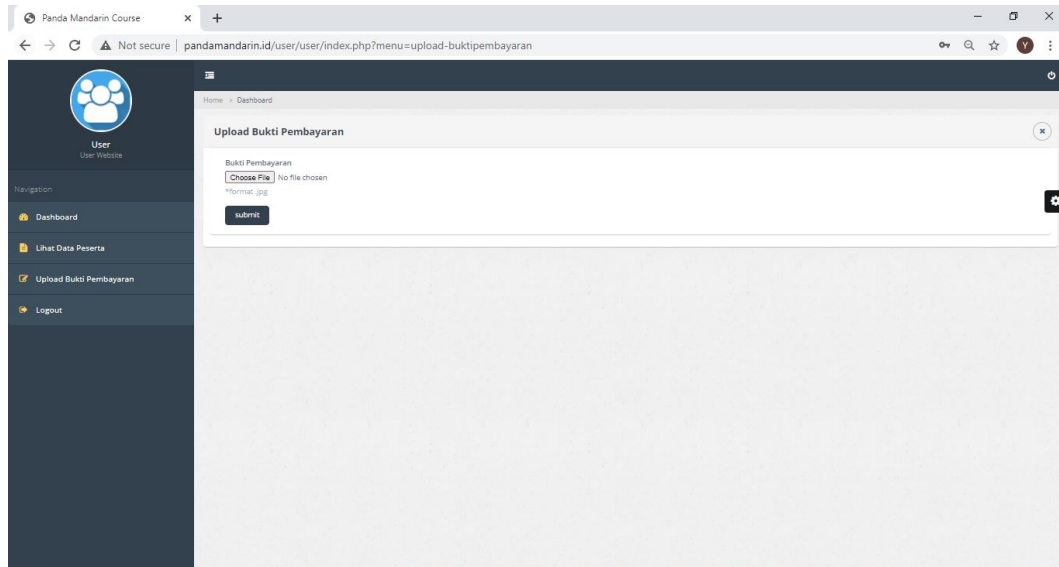 Panda Mandarin Course
Not secure | pandamandarin.id/user/user/index.php?menu=upload-buktipembayaran
Y
Home > Dashboard
User
User Website
Navigation
Dashboard
Lihat Data Peserta
Upload Bukti Pembayaran
Logout
Upload Bukti Pembayaran
Bukti Pembayaran
Choose File No file chosen
*format .jpg
submit